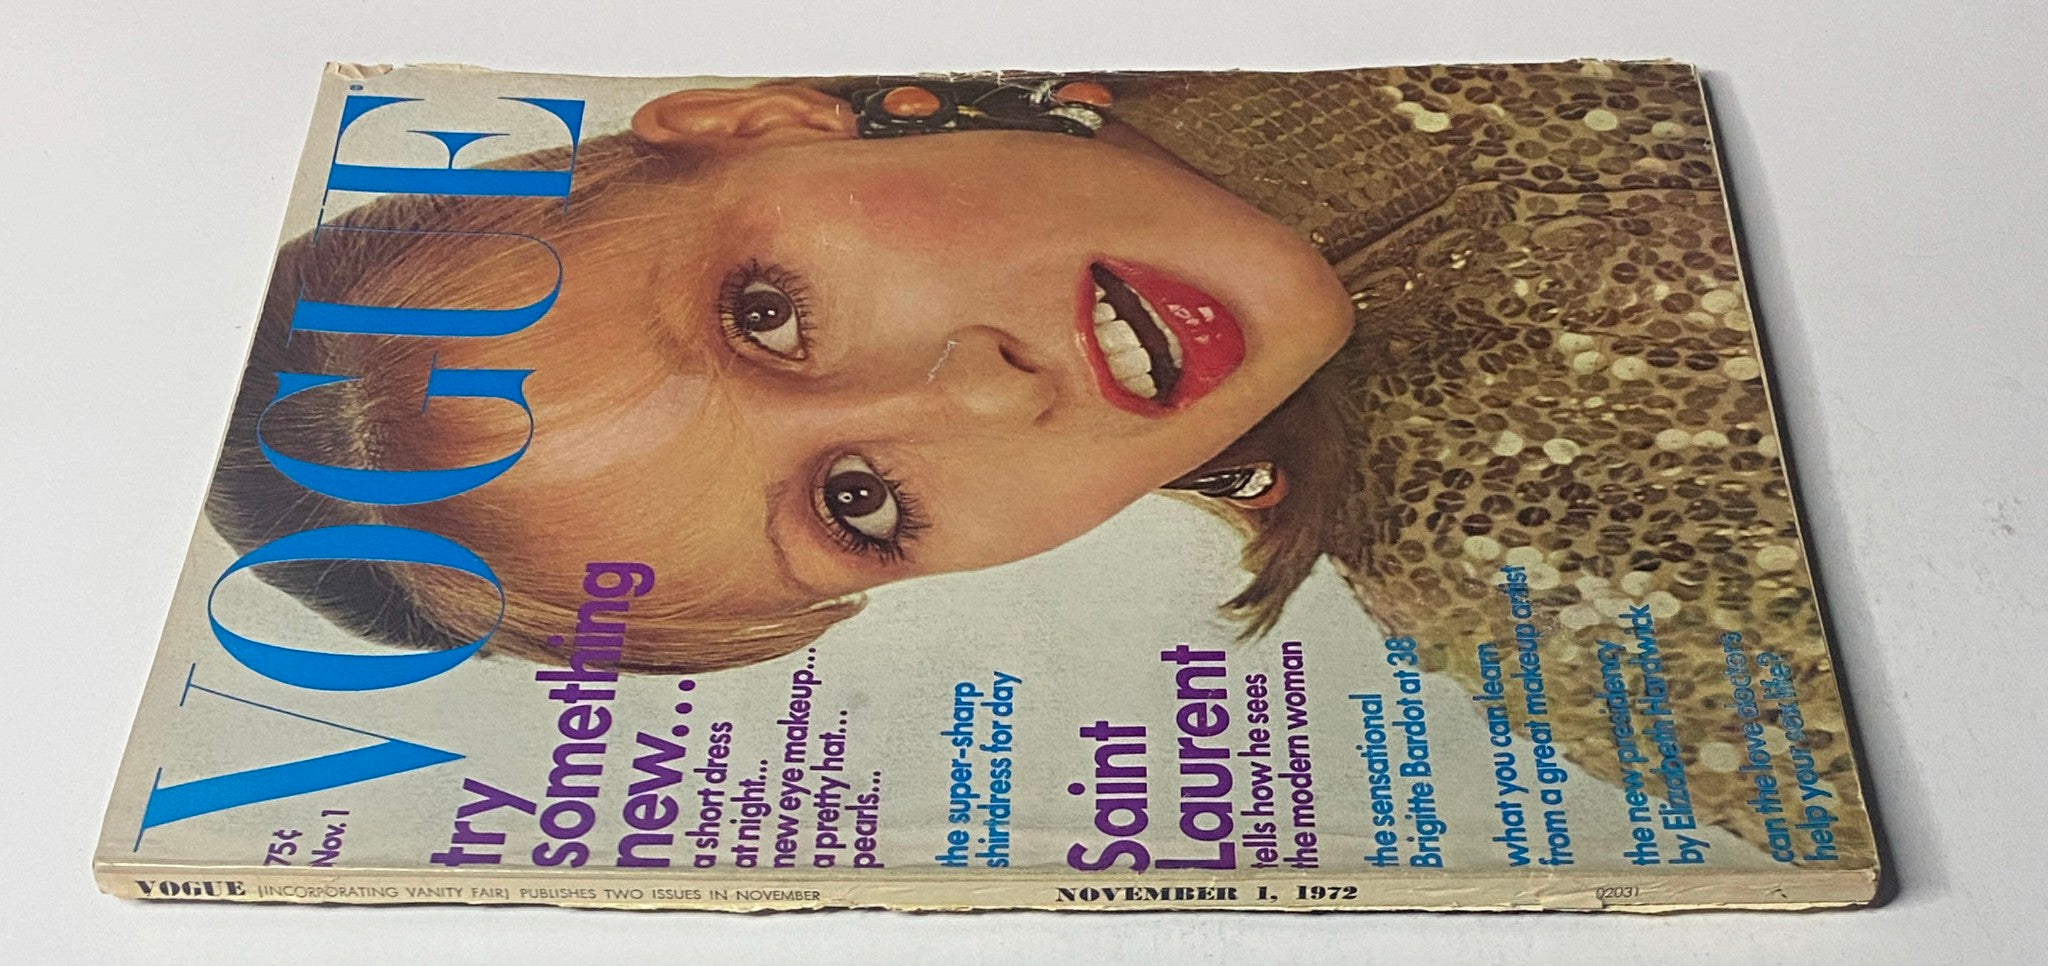 VOGUE
75¢
Nov. 1
try
something
new...
a short dress
at night...
new eye makeup...
a pretty hat...
pearls...
the super-sharp
shirtdress for day
Saint
Laurent
tells how he sees
the modern woman
the sensational
Brigitte Bardot at 38
what you can learn
from a great makeup artist
the new presidency
by Elizabeth Hardwick
can the love doctors
help your sex life?
VOGUE [INCORPORATING VANITY FAIR] PUBLISHES TWO ISSUES IN NOVEMBER NOVEMBER 1, 1972 02031